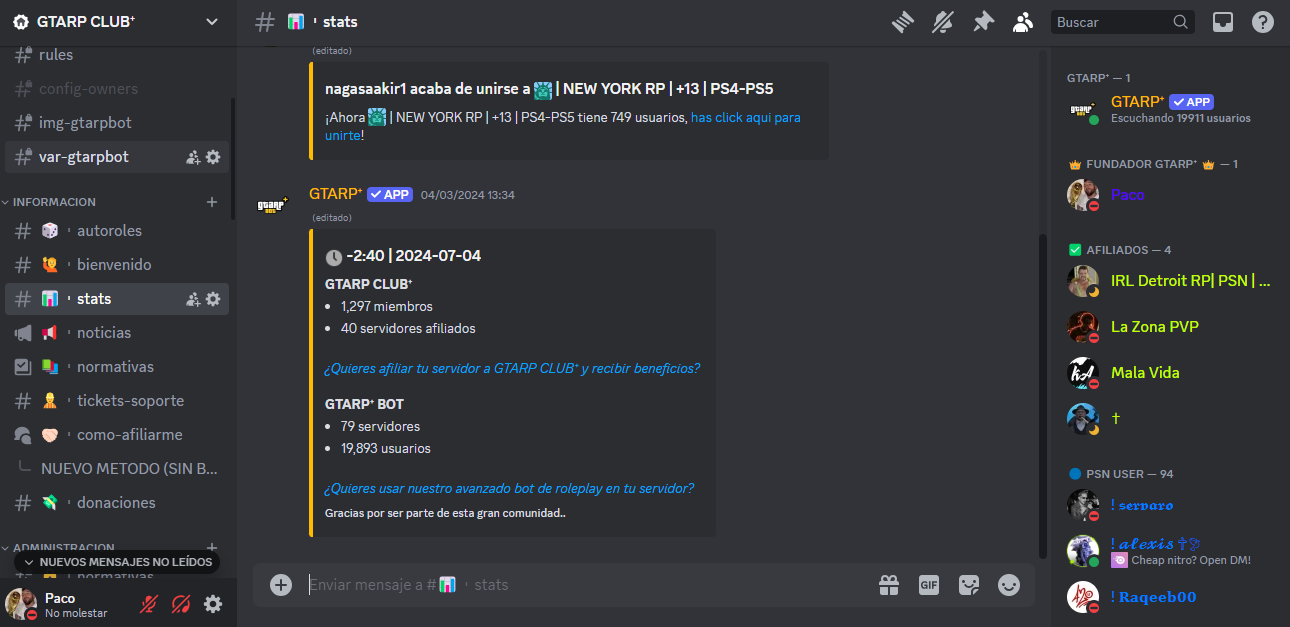 GTARP CLUB⁺
rules
config-owners
img-gtarpbot
var-gtarpbot
INFORMACION
autoroles
bienvenido
stats
noticias
normativas
tickets-soporte
como-afiliarme
NUEVO METODO (SIN B...
donaciones
ADMINISTRACION
NUEVOS MENSAJES NO LEÍDOS
normativas
Paco
No molestar
stats
Buscar
(editado)
nagasaakir1 acaba de unirse a 🗽 | NEW YORK RP | +13 | PS4-PS5
¡Ahora 🗽 | NEW YORK RP | +13 | PS4-PS5 tiene 749 usuarios, has click aqui para
unirte!
GTARP⁺ ✓ APP 04/03/2024 13:34
(editado)
-2:40 | 2024-07-04
GTARP CLUB⁺
• 1,297 miembros
• 40 servidores afiliados
¿Quieres afiliar tu servidor a GTARP CLUB⁺ y recibir beneficios?
GTARP⁺ BOT
• 79 servidores
• 19,893 usuarios
¿Quieres usar nuestro avanzado bot de roleplay en tu servidor?
Gracias por ser parte de esta gran comunidad..
Enviar mensaje a # 📊 ' stats
GIF
GTARP⁺ — 1
GTARP⁺ ✓ APP
Escuchando 19911 usuarios
FUNDADOR GTARP⁺ 👑 — 1
Paco
AFILIADOS — 4
IRL Detroit RP| PSN | ...
La Zona PVP
Mala Vida
✝
PSN USER — 94
! servaro
! alexis✝🕊
Cheap nitro? Open DM!
! Raqeeb00